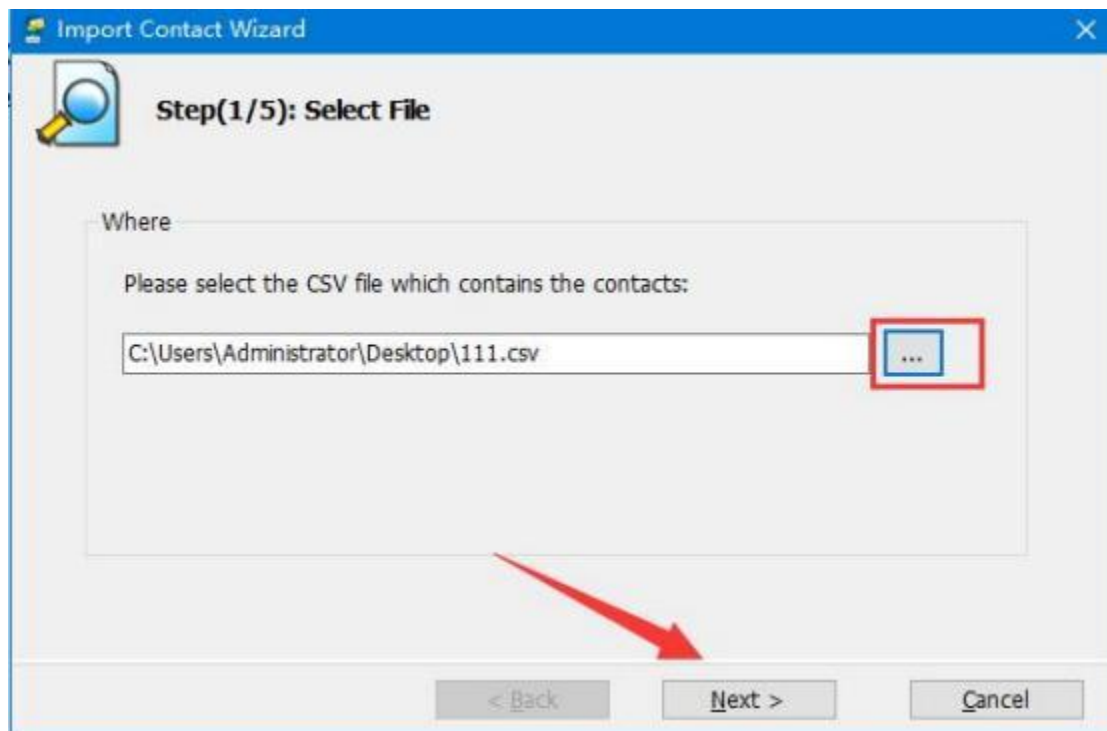 Import Contact Wizard
Step(1/5): Select File
Where
Please select the CSV file which contains the contacts:
C:\Users\Administrator\Desktop\111.csv
...
< Back
Next >
Cancel